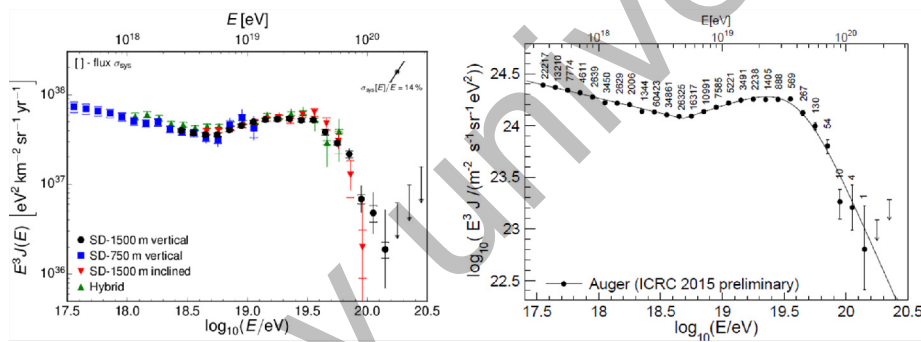 E [eV]
10^18
10^19
10^20
[ ] - flux σ_sys
σ_sys[E]/E = 14%
E^3 J(E) [eV^2 km^-2 sr^-1 yr^-1]
10^38
10^37
10^36
SD-1500 m vertical
SD-750 m vertical
SD-1500 m inclined
Hybrid
17.5 18.0 18.5 19.0 19.5 20.0 20.5
log_10(E/eV)
E[eV]
10^18
10^19
10^20
log_10( E^3 J /(m^-2 s^-1 sr^-1 eV^2))
24.5
24
23.5
23
22.5
22217 13210 7774 4611 2639 3450 2629 2006 1344 60423 34861 26325 16317 10991 7585 5221 3491 2238 1405 888 569 267 130 54 10 4 1
Auger (ICRC 2015 preliminary)
17.5 18 18.5 19 19.5 20 20.5
log_10(E/eV)